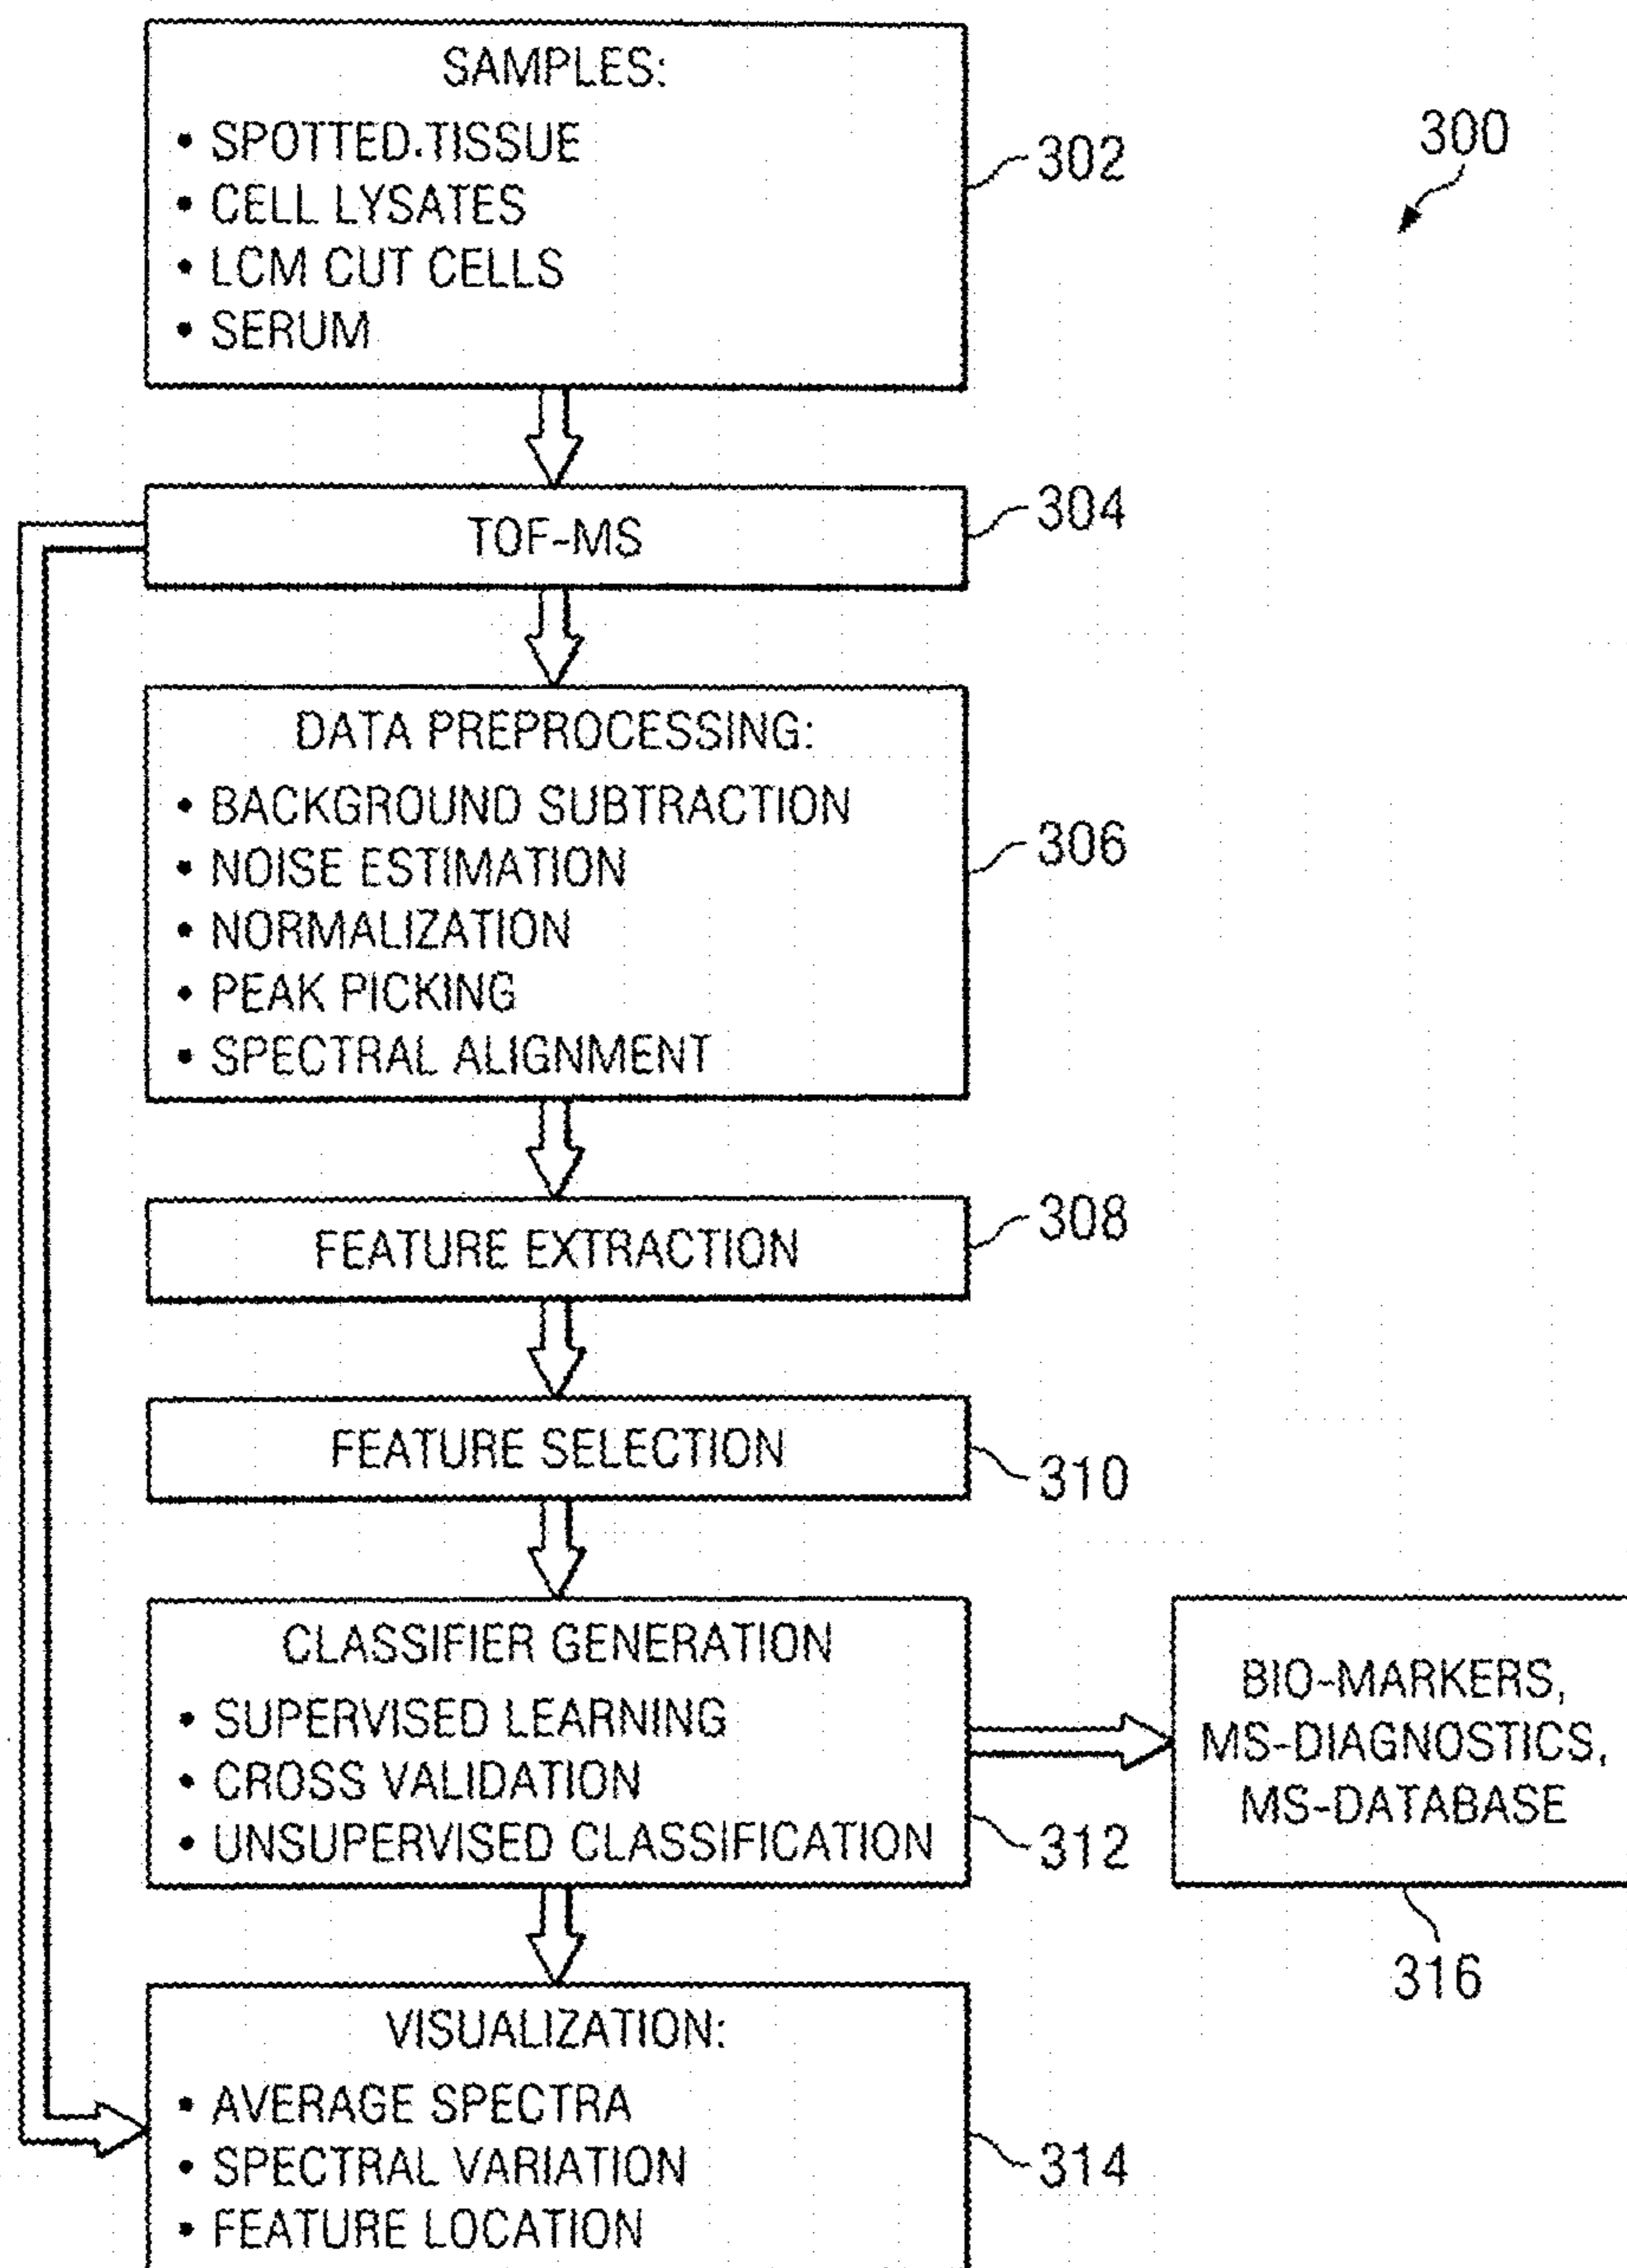 SAMPLES:
• SPOTTED.TISSUE
• CELL LYSATES
• LCM CUT CELLS
• SERUM
302
300
TOF-MS
304
DATA PREPROCESSING:
• BACKGROUND SUBTRACTION
• NOISE ESTIMATION
• NORMALIZATION
• PEAK PICKING
• SPECTRAL ALIGNMENT
306
FEATURE EXTRACTION
308
FEATURE SELECTION
310
CLASSIFIER GENERATION
• SUPERVISED LEARNING
• CROSS VALIDATION
• UNSUPERVISED CLASSIFICATION
312
BIO-MARKERS,
MS-DIAGNOSTICS,
MS-DATABASE
316
VISUALIZATION:
• AVERAGE SPECTRA
• SPECTRAL VARIATION
• FEATURE LOCATION
314